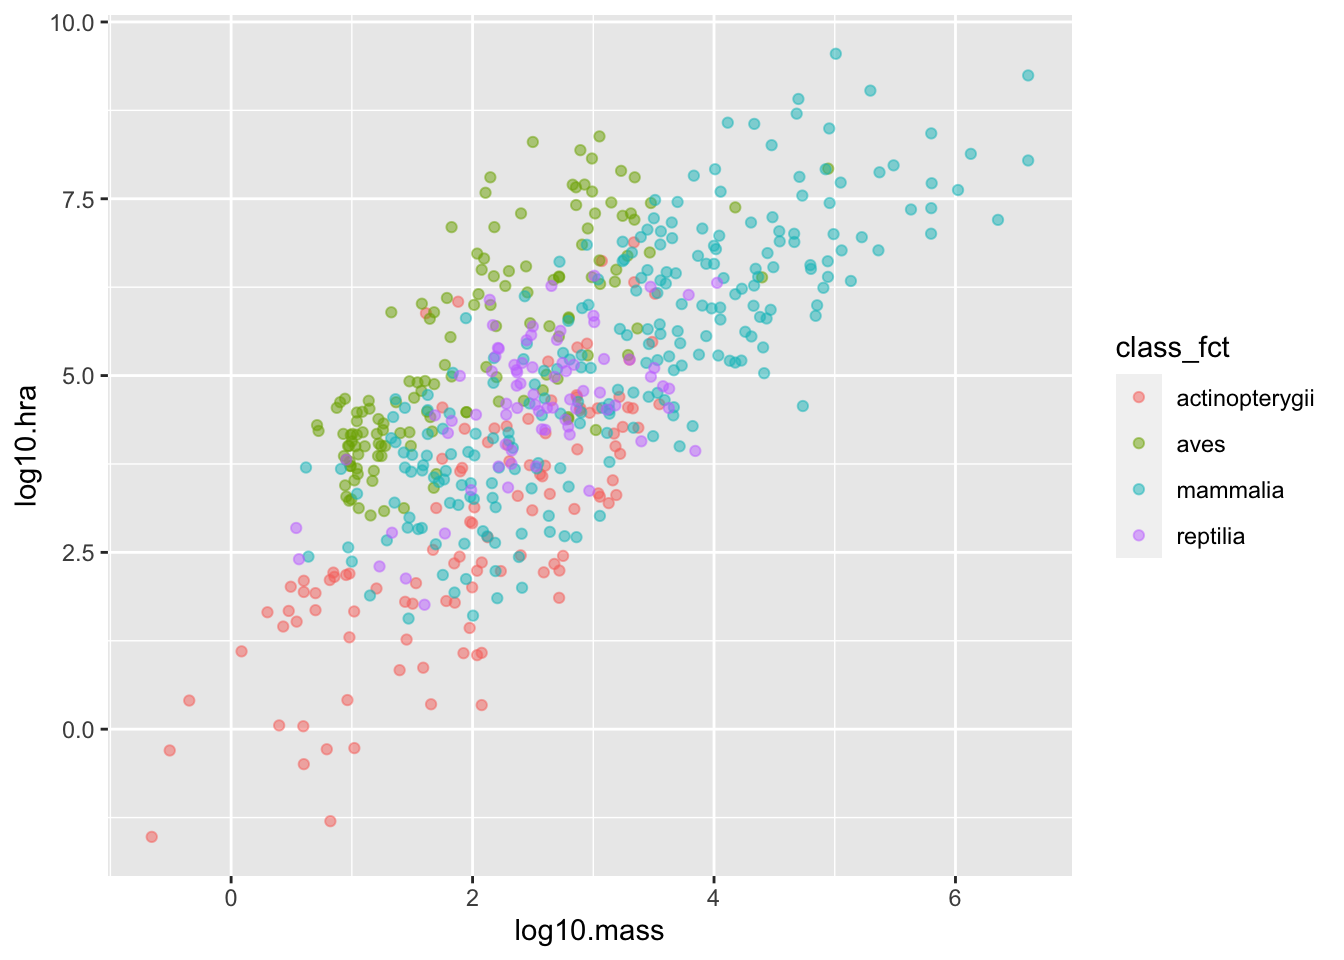 10.0
7.5
5.0
2.5
0.0
log10.hra
0
2
4
6
log10.mass
class_fct
actinopterygii
aves
mammalia
reptilia